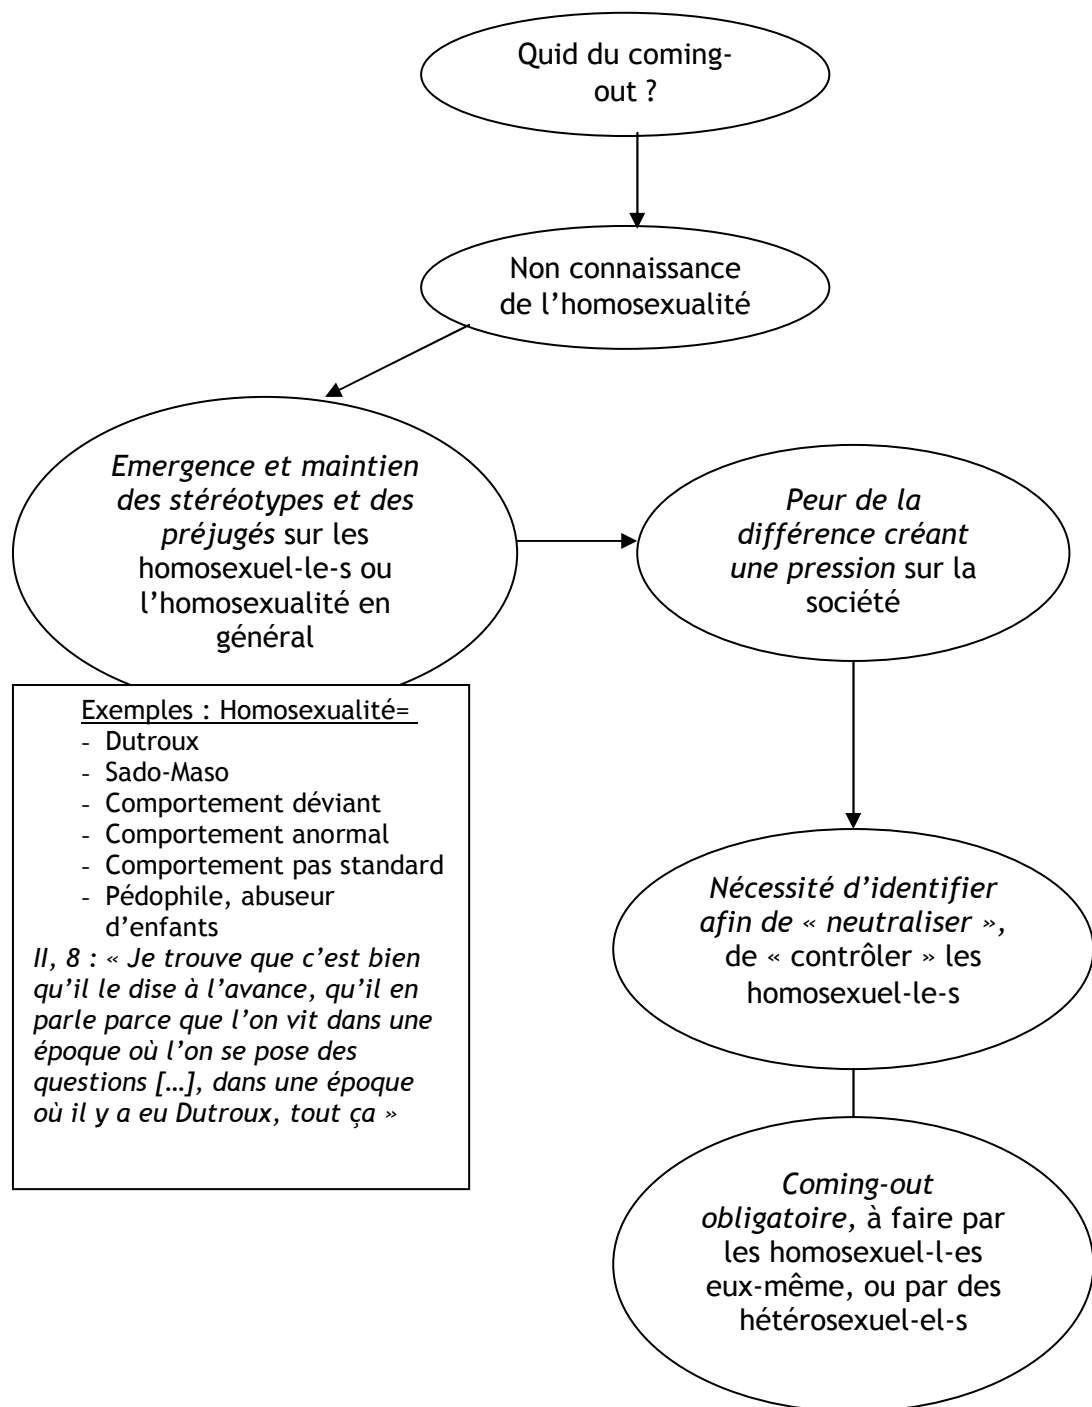 Quid du coming-
out ?
Non connaissance
de l’homosexualité
Emergence et maintien
des stéréotypes et des
préjugés sur les
homosexuel-le-s ou
l’homosexualité en
général
Peur de la
différence créant
une pression sur la
société
Exemples : Homosexualité=
- Dutroux
- Sado-Maso
- Comportement déviant
- Comportement anormal
- Comportement pas standard
- Pédophile, abuseur
d’enfants
II, 8 : « Je trouve que c’est bien
qu’il le dise à l’avance, qu’il en
parle parce que l’on vit dans une
époque où l’on se pose des
questions […], dans une époque
où il y a eu Dutroux, tout ça »
Nécessité d’identifier
afin de « neutraliser »,
de « contrôler » les
homosexuel-le-s
Coming-out
obligatoire, à faire par
les homosexuel-l-es
eux-même, ou par des
hétérosexuel-el-s